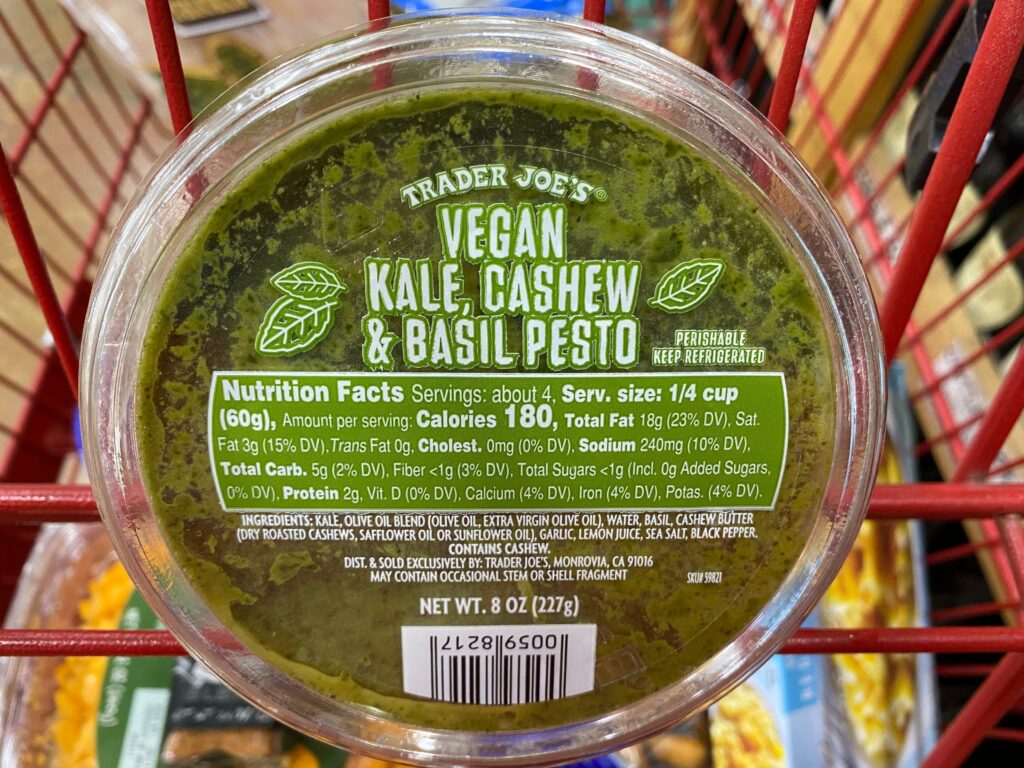 TRADER JOE'S®
VEGAN
KALE, CASHEW
& BASIL PESTO
PERISHABLE
KEEP REFRIGERATED
Nutrition Facts Servings: about 4, Serv. size: 1/4 cup
(60g), Amount per serving: Calories 180, Total Fat 18g (23% DV), Sat.
Fat 3g (15% DV), Trans Fat 0g, Cholest. 0mg (0% DV), Sodium 240mg (10% DV),
Total Carb. 5g (2% DV), Fiber <1g (3% DV), Total Sugars <1g (Incl. 0g Added Sugars,
0% DV), Protein 2g, Vit. D (0% DV), Calcium (4% DV), Iron (4% DV), Potas. (4% DV).
INGREDIENTS: KALE, OLIVE OIL BLEND (OLIVE OIL, EXTRA VIRGIN OLIVE OIL), WATER, BASIL, CASHEW BUTTER
(DRY ROASTED CASHEWS, SAFFLOWER OIL OR SUNFLOWER OIL), GARLIC, LEMON JUICE, SEA SALT, BLACK PEPPER.
CONTAINS CASHEW.
DIST. & SOLD EXCLUSIVELY BY: TRADER JOE'S, MONROVIA, CA 91016
MAY CONTAIN OCCASIONAL STEM OR SHELL FRAGMENT
SKU# 59821
NET WT. 8 OZ (227g)
0059 8217